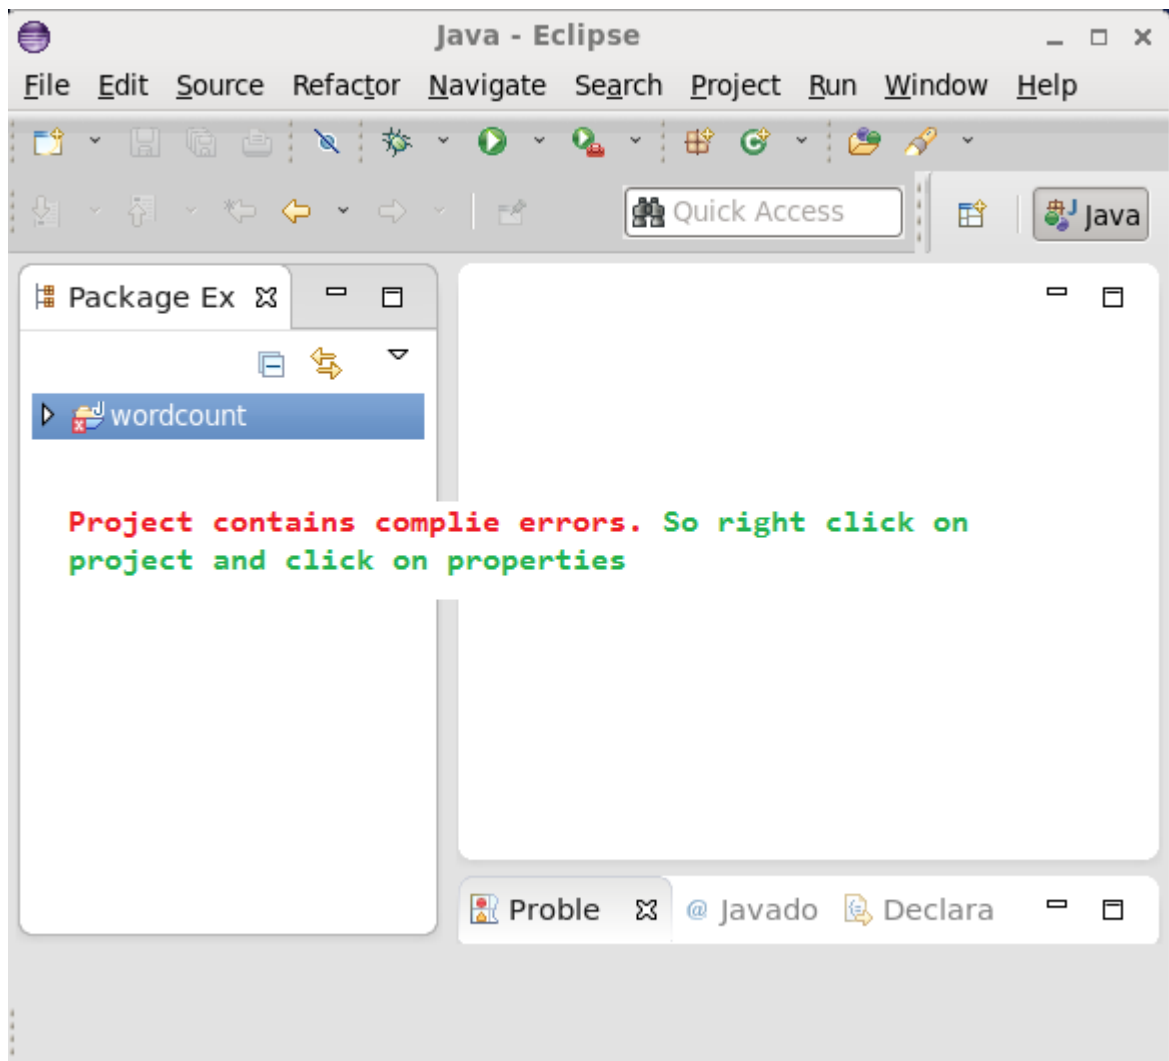 Java - Eclipse
File Edit Source Refactor Navigate Search Project Run Window Help
Quick Access
Java
Package Ex
wordcount
Project contains complie errors. So right click on
project and click on properties
Proble @ Javado Declara